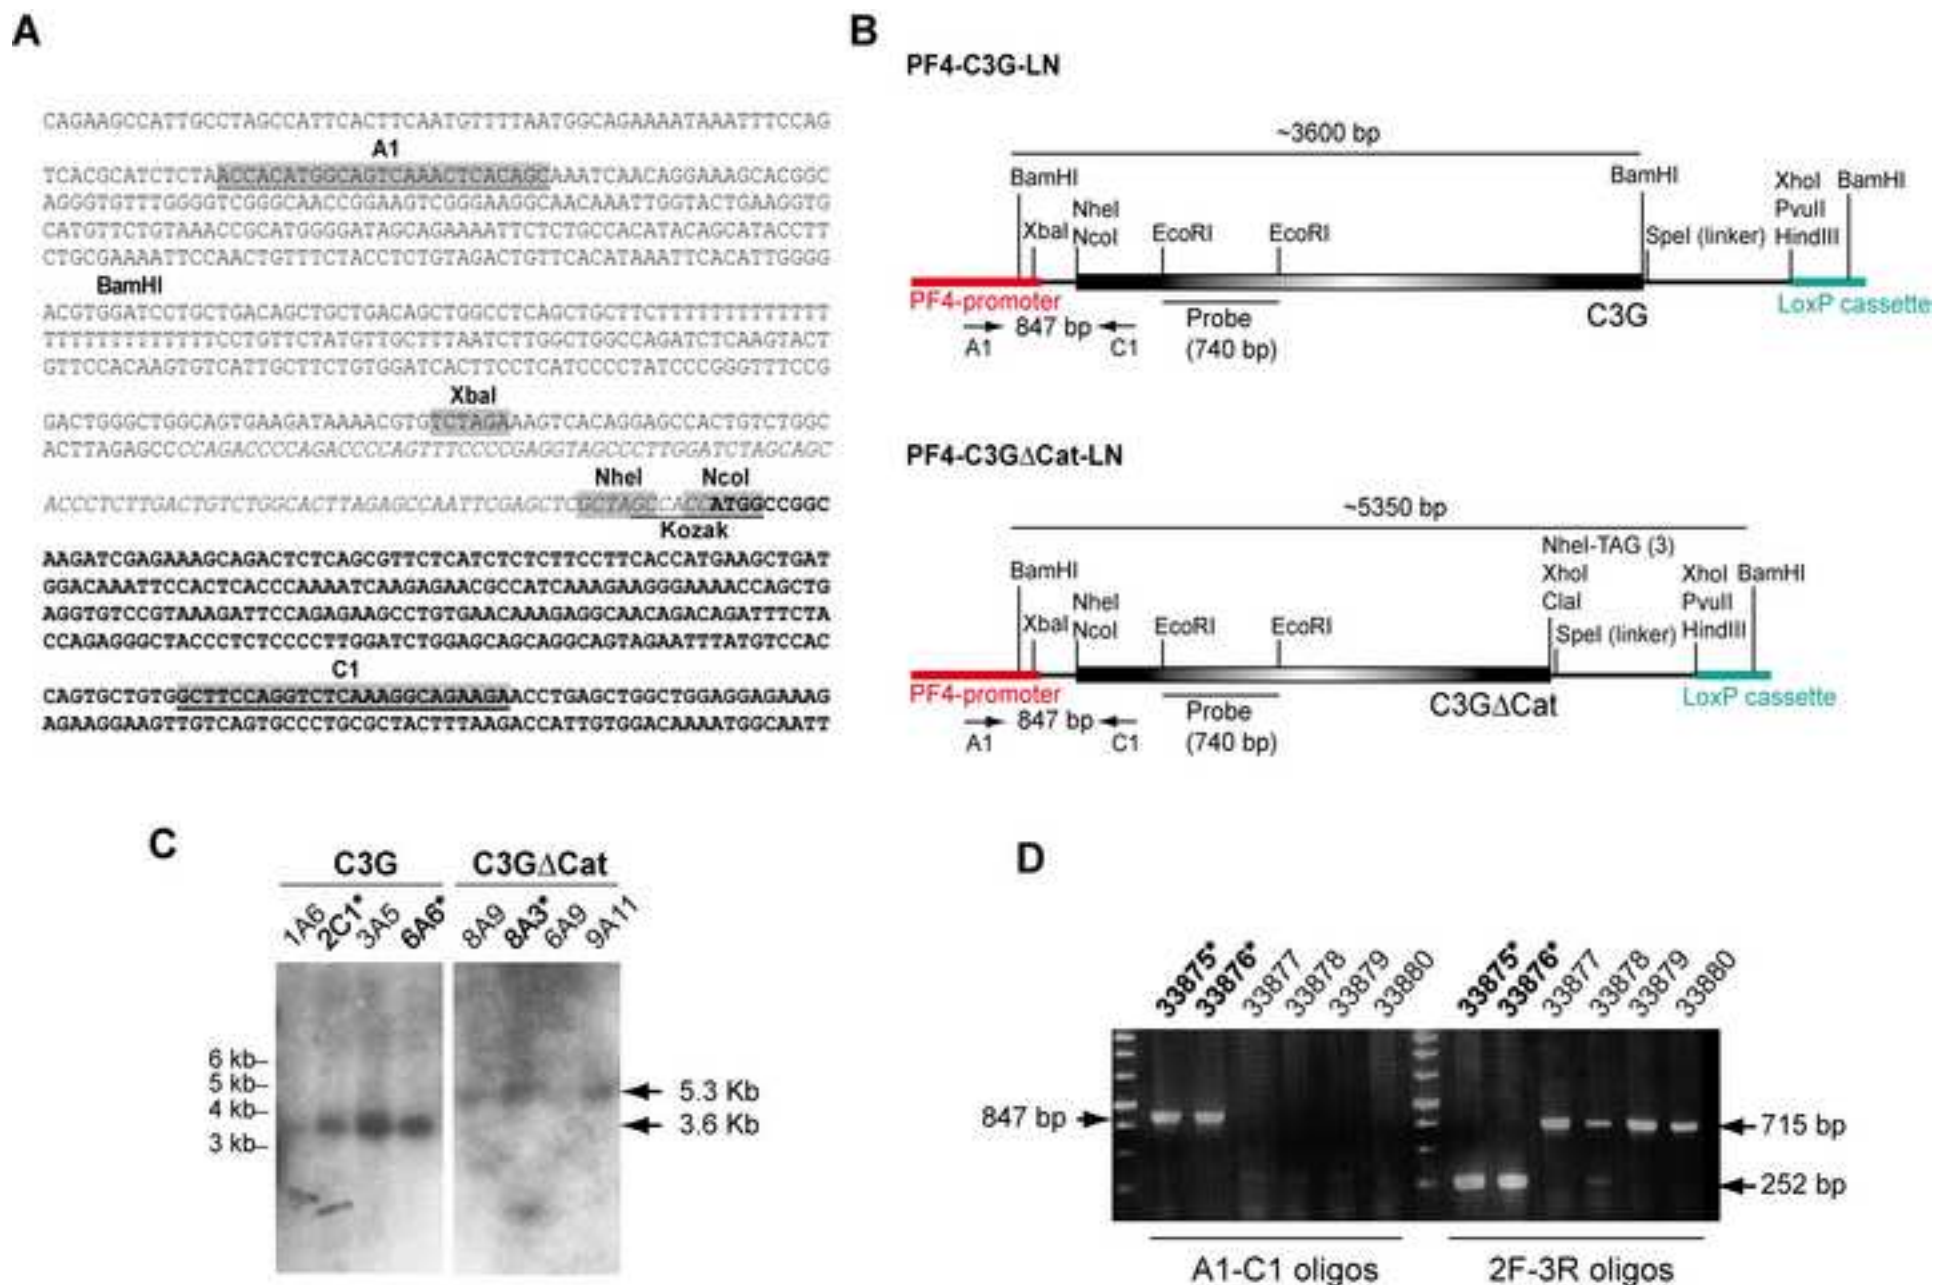 A
CAGAAGCCATTGCCTAGCCATTCACTTCAATGTTTTAATGGCAGAAAATAAATTTCCAG
A1
TCACGCATCTCTAACCACATGGCAGTCAAACTCACAGCAAATCAACAGGAAAGCACGGC
AGGGTGTTTGGGGTCGGGCAACCGGAAGTCGGGAAGGCAACAAATTGGTACTGAAGGTG
CATGTTCTGTAAACCGCATGGGGATAGCAGAAAATTCTCTGCCACATACAGCATACCTT
CTGCGAAAATTCCAACTGTTTCTACCTCTGTAGACTGTTCACATAAATTCACATTGGGG
BamHI
ACGTGGATCCTGCTGACAGCTGCTGACAGCTGGCCTCAGCTGCTTCTTTTTTTTTTTTT
TTTTTTTTTTTTTTCCTGTTCTATGTTGCTTTAATCTTGGCTGGCCAGATCTCAAGTACT
GTTCCACAAGTGTCATTGCTTCTGTGGATCACTTCCTCATCCCCTATCCCGGGTTTCCG
XbaI
GACTGGGCTGGCAGTGAAGATAAAACGTGTCTAGAAAGTCACAGGAGCCACTGTCTGGC
ACTTAGAGCCCCAGACCCCAGACCCCAGTTTCCCCGAGGTAGCCCTTGGATCTAGCAGC
NheI NcoI
ACCCTCTTGACTGTCTGGCACTTAGAGCCAATTCGAGCTCGCTAGCCACCATGGCCGGC
Kozak
AAGATCGAGAAAGCAGACTCTCAGCGTTCTCATCTCTCTTCCTTCACCATGAAGCTGAT
GGACAAATTCCACTCACCCAAAATCAAGAGAACGCCATCAAAGAAGGGAAAACCAGCTG
AGGTGTCCGTAAAGATTCCAGAGAAGCCTGTGAACAAAGAGGCAACAGACAGATTTCTA
CCAGAGGGCTACCCTCTCCCCTTGGATCTGGAGCAGCAGGCAGTAGAATTTATGTCCAC
C1
CAGTGCTGTGGCTTCCAGGTCTCAAAGGCAGAAGAACCTGAGCTGGCTGGAGGAGAAAG
AGAAGGAAGTTGTCAGTGCCCTGCGCTACTTTAAGACCATTGTGGACAAAATGGCAATT
B
PF4-C3G-LN
~3600 bp
BamHI BamHI XhoI BamHI
NheI PvuII
XbaI NcoI EcoRI EcoRI SpeI (linker) HindIII
PF4-promoter C3G LoxP cassette
A1 847 bp C1 Probe
(740 bp)
PF4-C3GΔCat-LN
~5350 bp
NheI-TAG (3)
BamHI XhoI XhoI BamHI
NheI ClaI PvuII
XbaI NcoI EcoRI EcoRI SpeI (linker) HindIII
PF4-promoter C3GΔCat LoxP cassette
A1 847 bp C1 Probe
(740 bp)
C
C3G C3GΔCat
1A6 2C1* 3A5 6A6* 8A9 8A3* 6A9 9A11
6 kb
5 kb
4 kb
3 kb
5.3 Kb
3.6 Kb
D
33875* 33876* 33877 33878 33879 33880 33875* 33876* 33877 33878 33879 33880
847 bp 715 bp
252 bp
A1-C1 oligos 2F-3R oligos